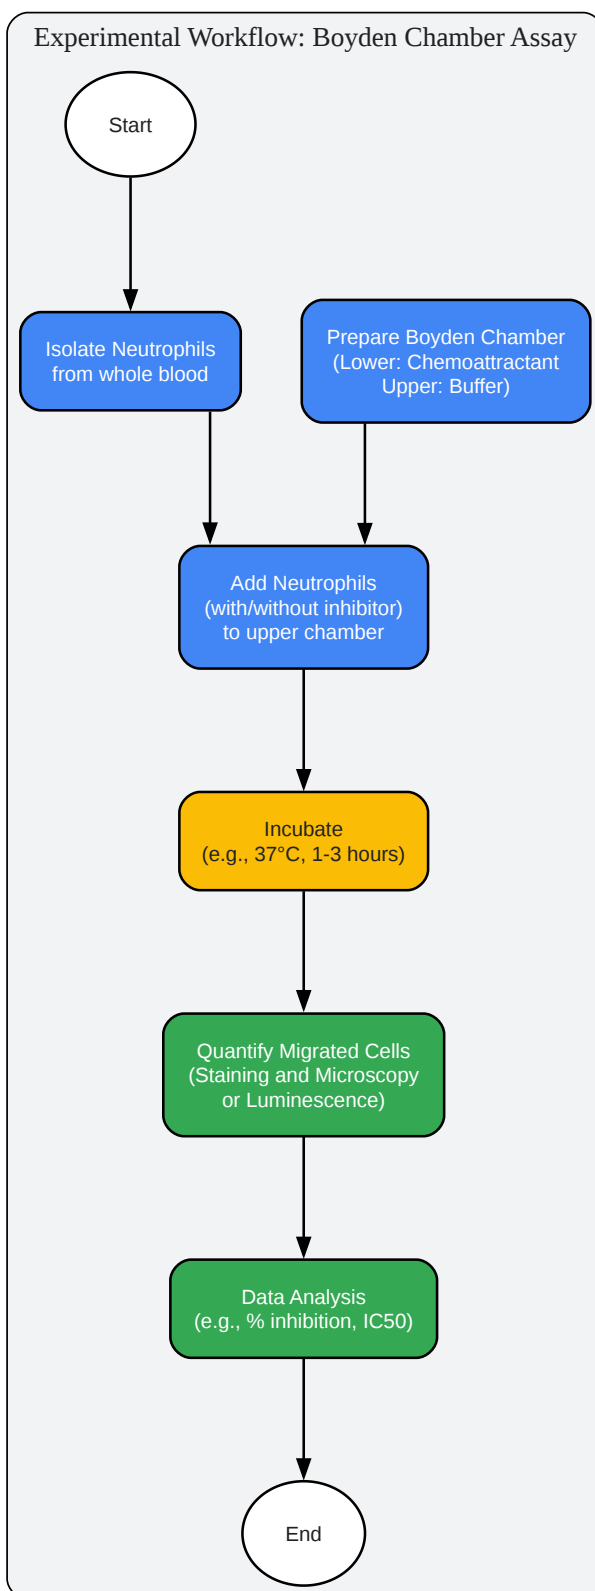 Experimental Workflow: Boyden Chamber Assay
Start
Isolate Neutrophils
from whole blood
Prepare Boyden Chamber
(Lower: Chemoattractant
Upper: Buffer)
Add Neutrophils
(with/without inhibitor)
to upper chamber
Incubate
(e.g., 37°C, 1-3 hours)
Quantify Migrated Cells
(Staining and Microscopy
or Luminescence)
Data Analysis
(e.g., % inhibition, IC50)
End